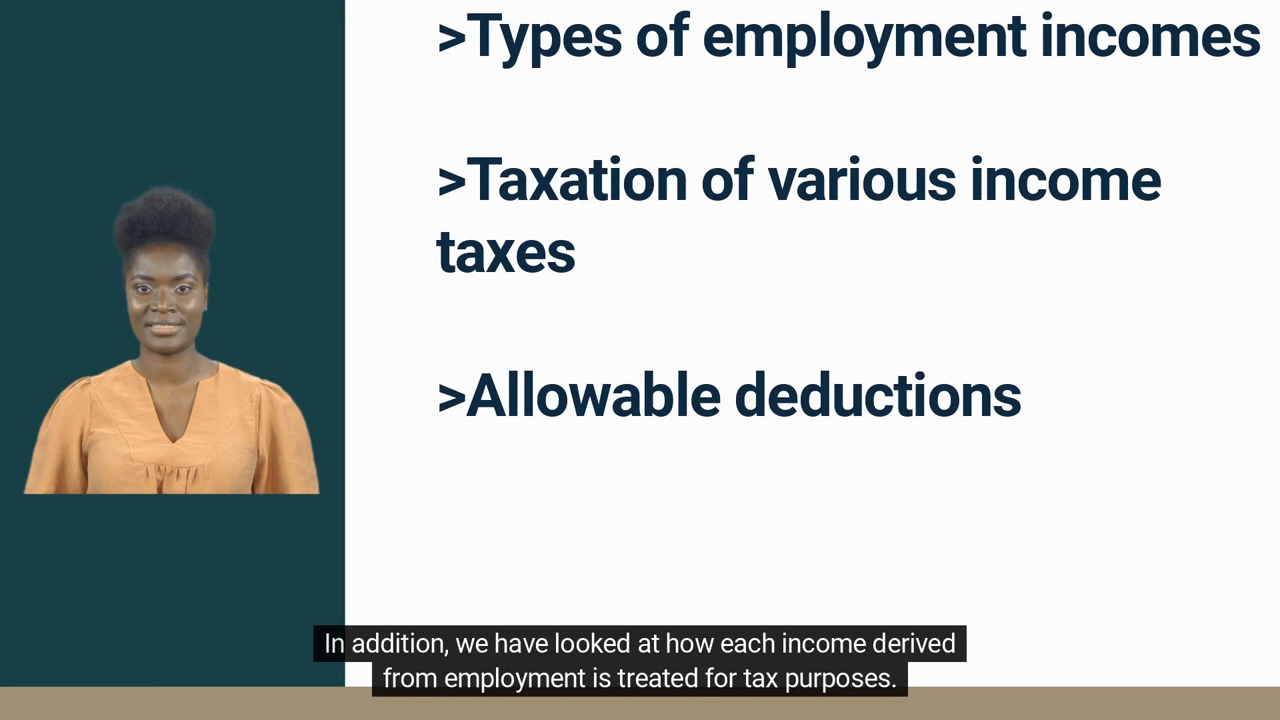 >Types of employment incomes
>Taxation of various income
taxes
>Allowable deductions
In addition, we have looked at how each income derived
from employment is treated for tax purposes.